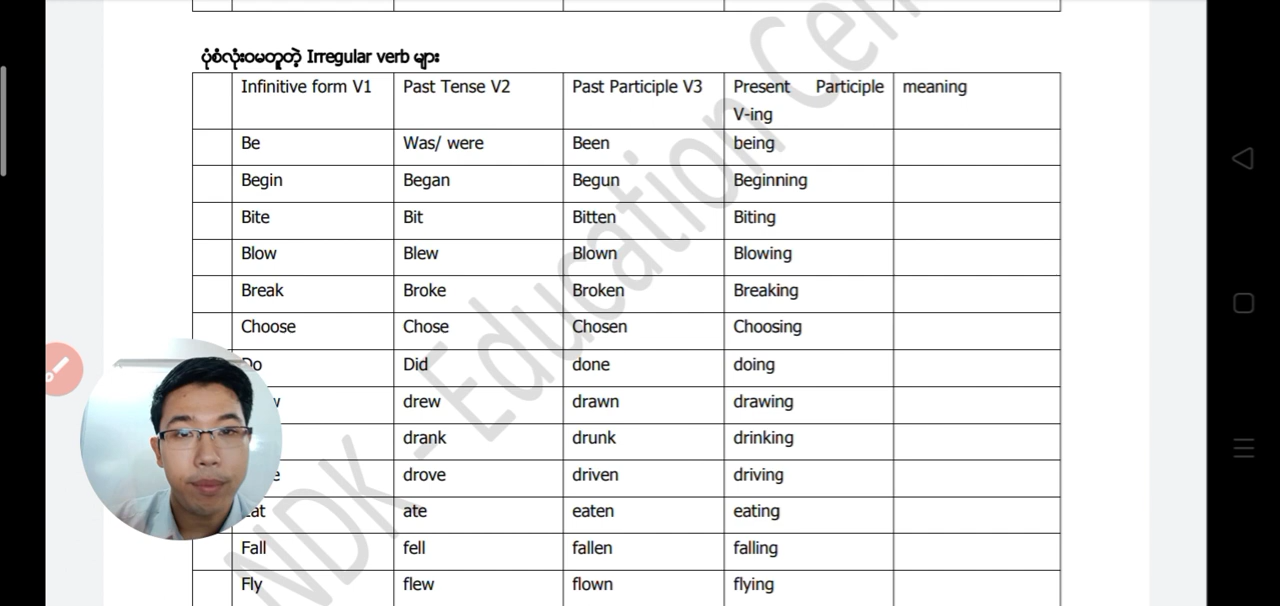 ပုံစံလုံးဝမတူတဲ့ Irregular verb များ
Infinitive form V1 Past Tense V2 Past Participle V3 Present Participle meaning
V-ing
Be Was/ were Been being
Begin Began Begun Beginning
Bite Bit Bitten Biting
Blow Blew Blown Blowing
Break Broke Broken Breaking
Choose Chose Chosen Choosing
Do Did done doing
drew drawn drawing
drank drunk drinking
drove driven driving
Eat ate eaten eating
Fall fell fallen falling
Fly flew flown flying
NDK - Education Cen